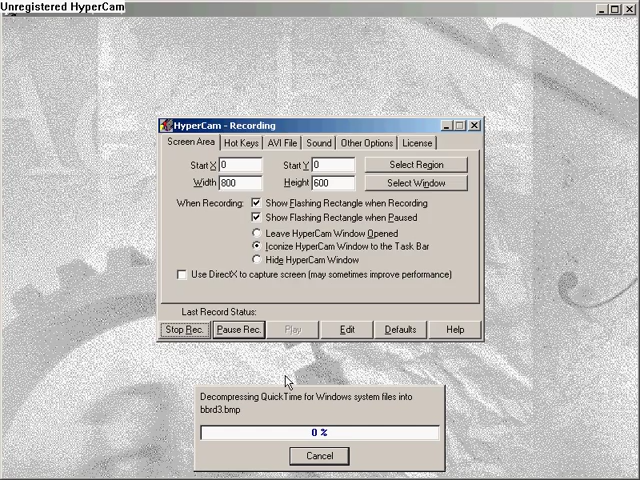 Unregistered HyperCam
HyperCam - Recording
Screen Area Hot Keys AVI File Sound Other Options License
Start X 0 Start Y 0 Select Region
Width 800 Height 600 Select Window
When Recording: Show Flashing Rectangle when Recording
Show Flashing Rectangle when Paused
Leave HyperCam Window Opened
Iconize HyperCam Window to the Task Bar
Hide HyperCam Window
Use DirectX to capture screen (may sometimes improve performance)
Last Record Status:
Stop Rec. Pause Rec. Play Edit Defaults Help
Decompressing QuickTime for Windows system files into
bbrd3.bmp
0 %
Cancel